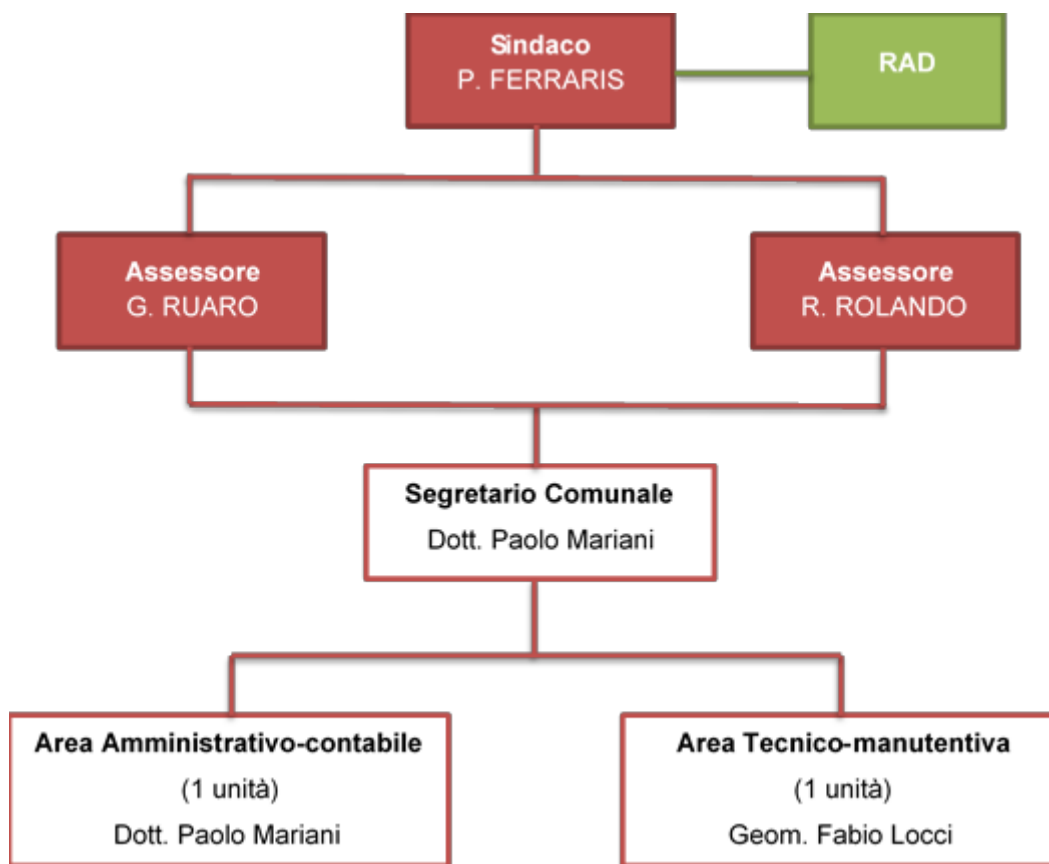 Sindaco
P. FERRARIS
RAD
Assessore
G. RUARO
Assessore
R. ROLANDO
Segretario Comunale
Dott. Paolo Mariani
Area Amministrativo-contabile
(1 unità)
Dott. Paolo Mariani
Area Tecnico-manutentiva
(1 unità)
Geom. Fabio Locci